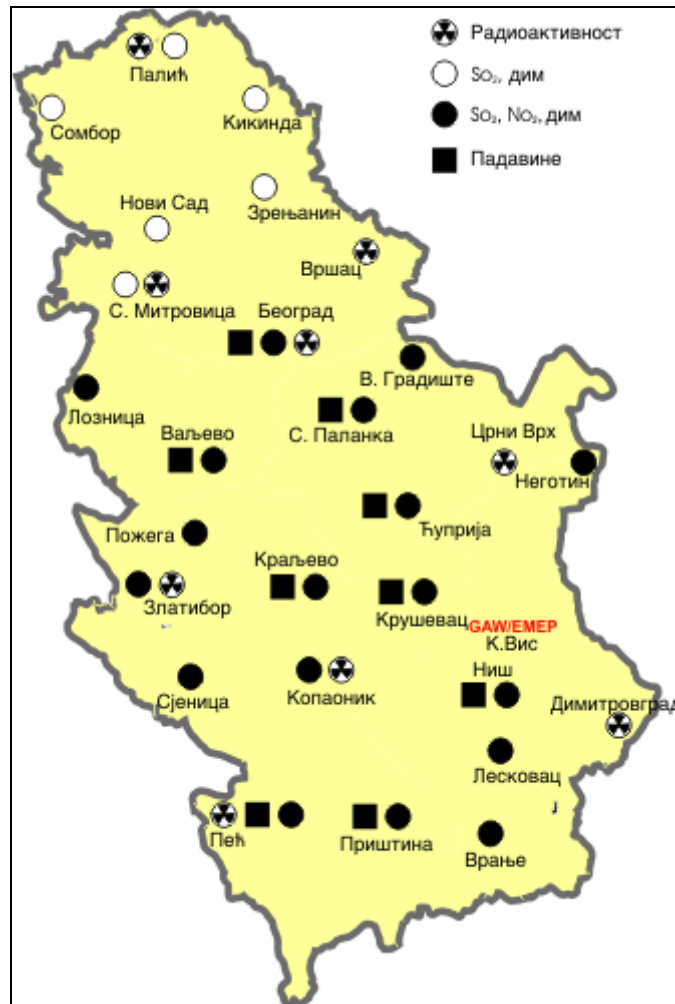 Радиоактивност
So₂, дим
So₂, No₂, дим
Падавине
Палић
Сомбор
Кикинда
Нови Сад
Зрењанин
Вршац
С. Митровица
Београд
В. Градиште
Лозница
Ваљево
С. Паланка
Црни Врх
Неготин
Пожега
Ћуприја
Краљево
Златибор
Крушевац
GAW/EMEP
К.Вис
Ниш
Сјеница
Копаоник
Димитровград
Лесковац
Пећ
Приштина
Врање